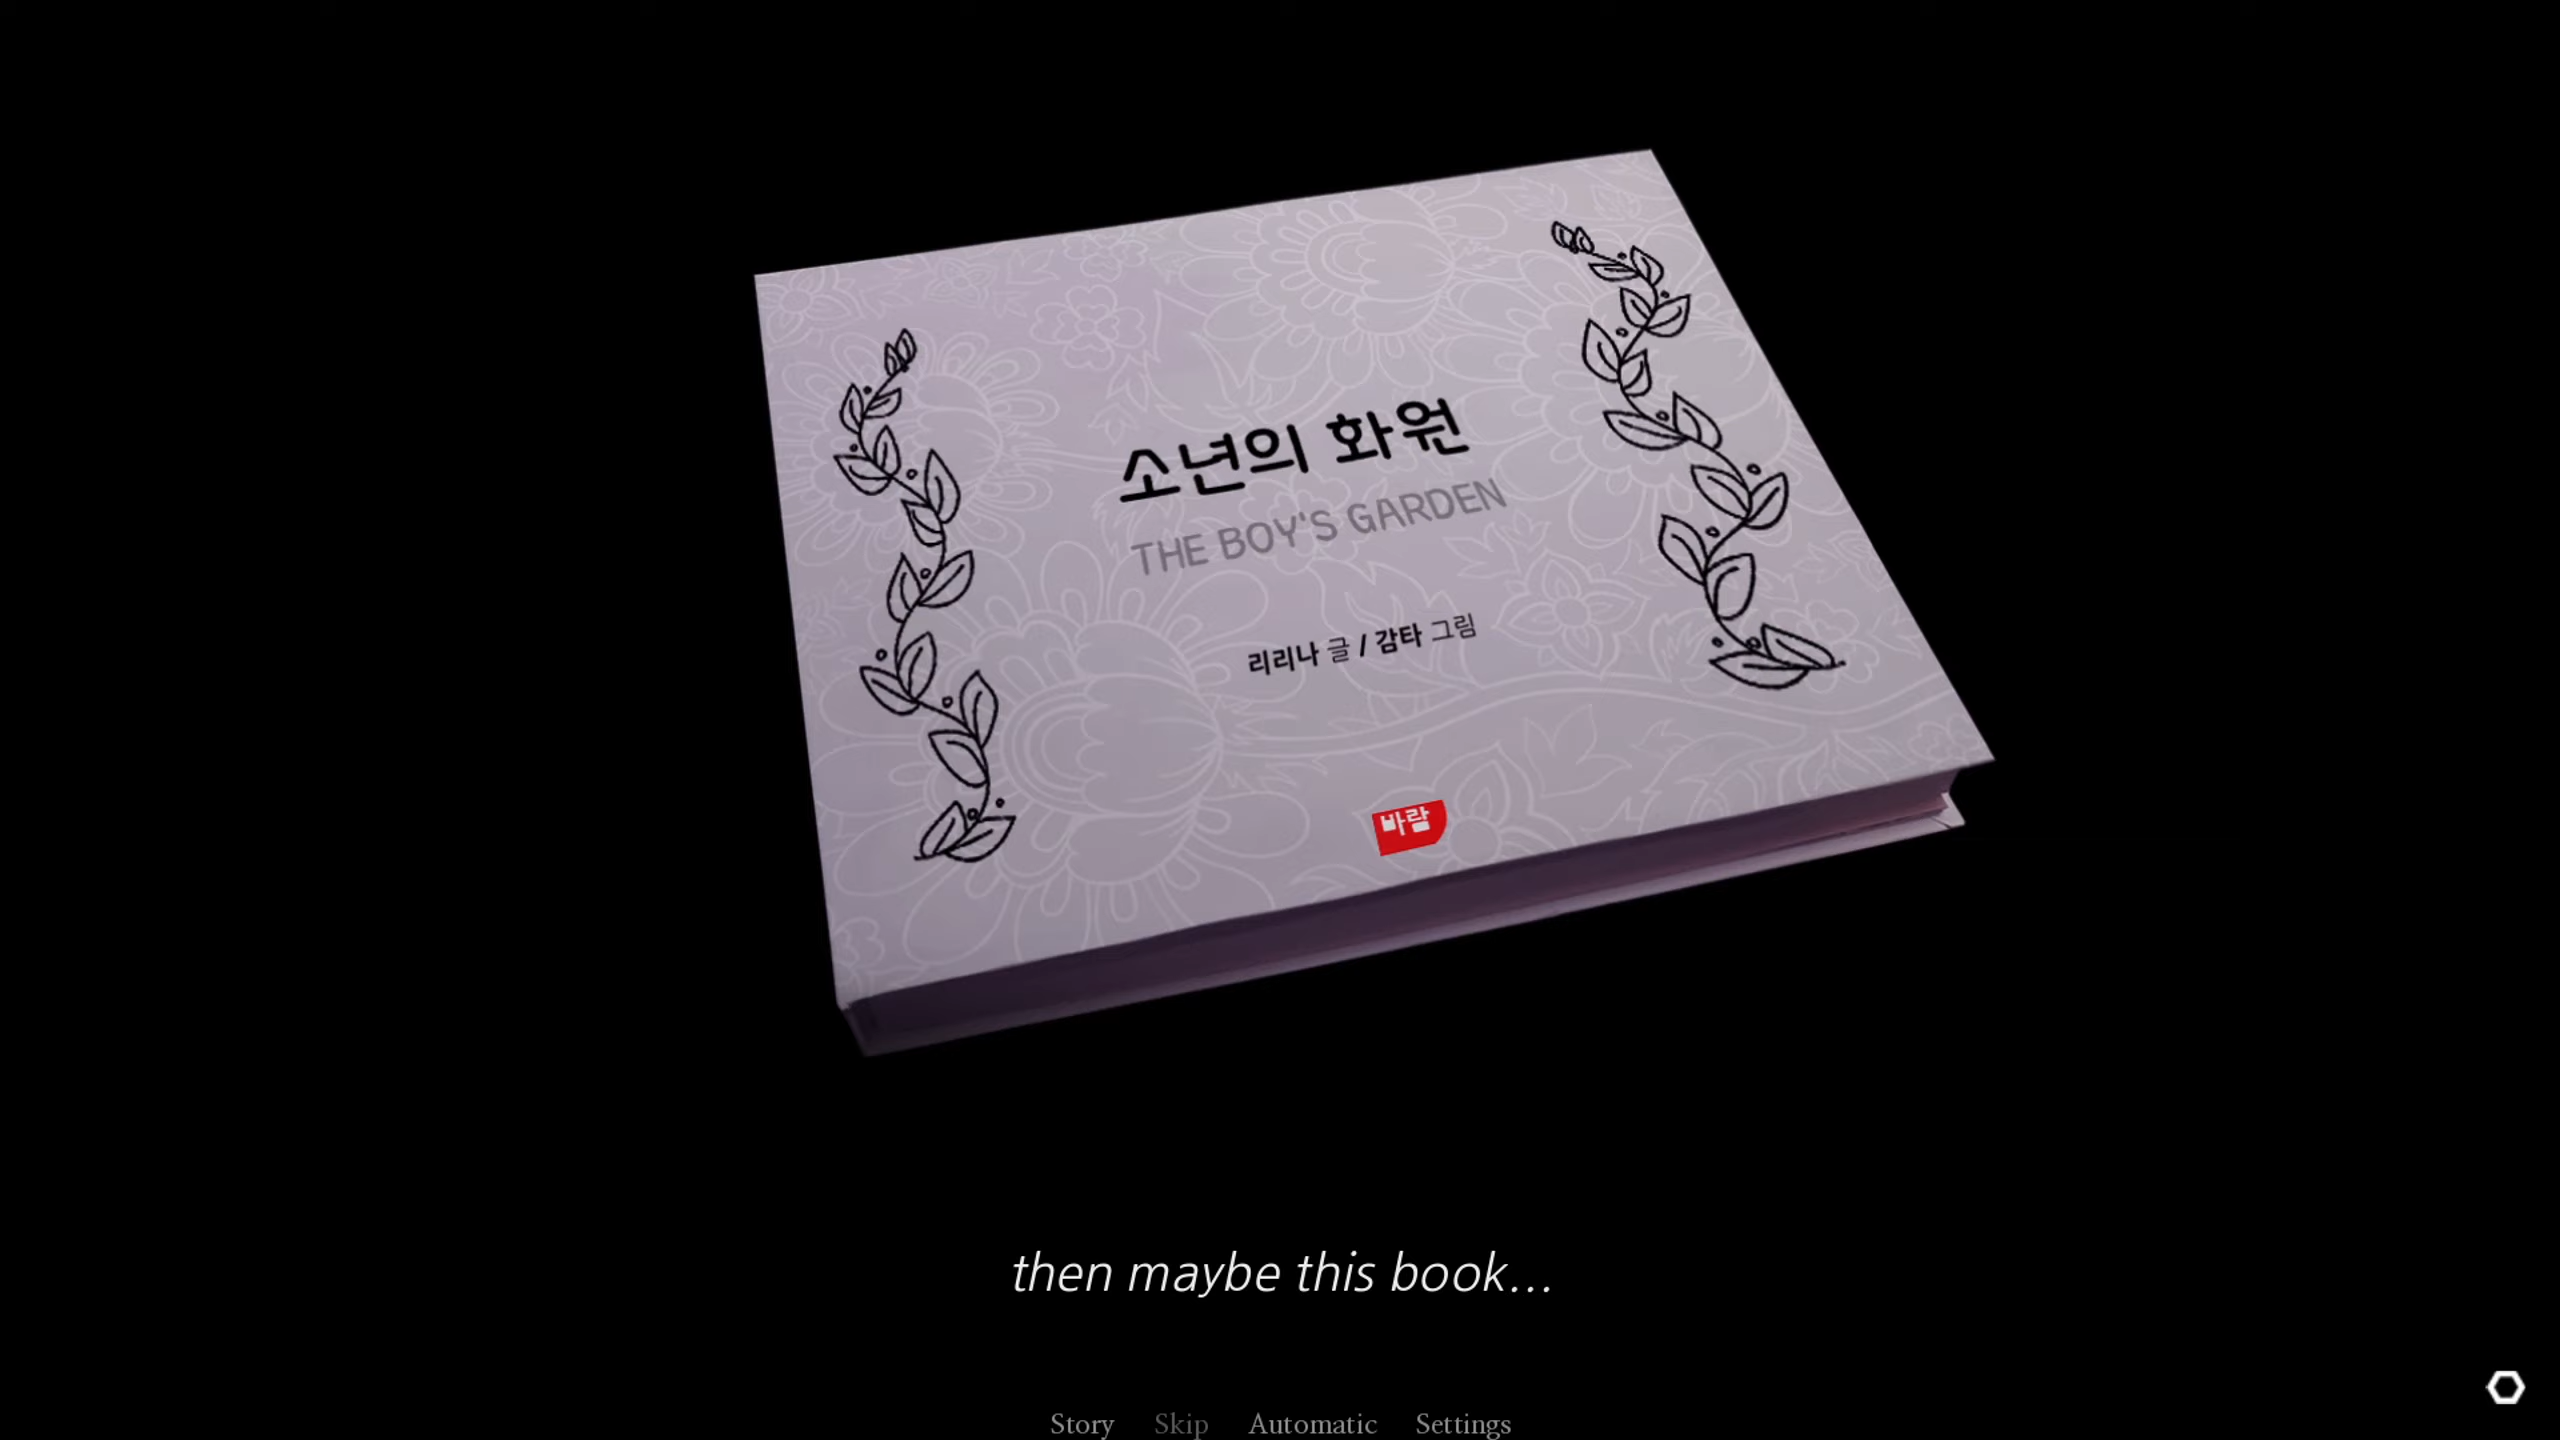 소년의 화원
THE BOY'S GARDEN
리리나 글 / 감타 그림
바람
then maybe this book...
Story Skip Automatic Settings